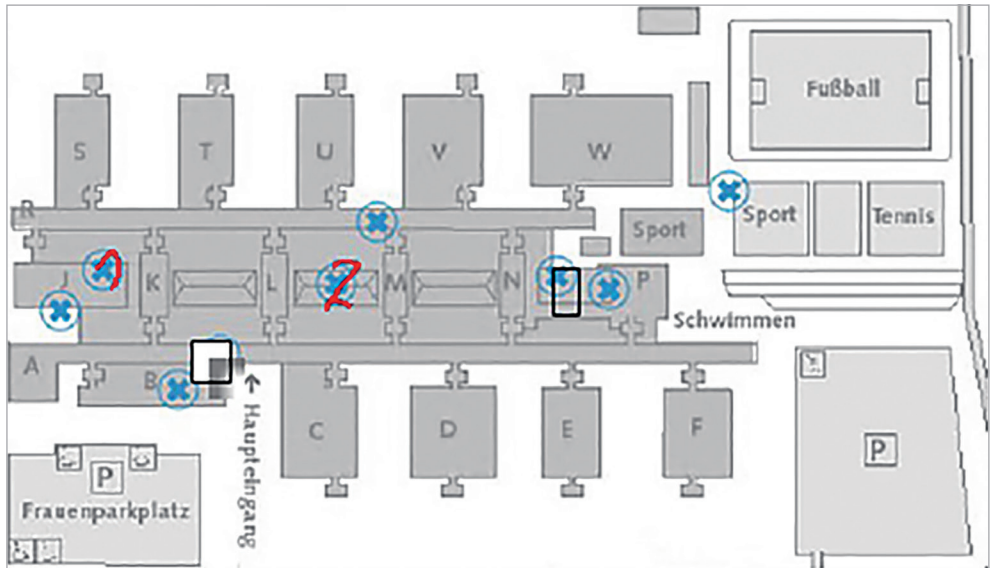 Fußball
S T U V W
R
Sport Sport Tennis
J 1 K L 2 M N P
Schwimmen
A B
C D E F
Haupteingang
P
P
Frauenparkplatz